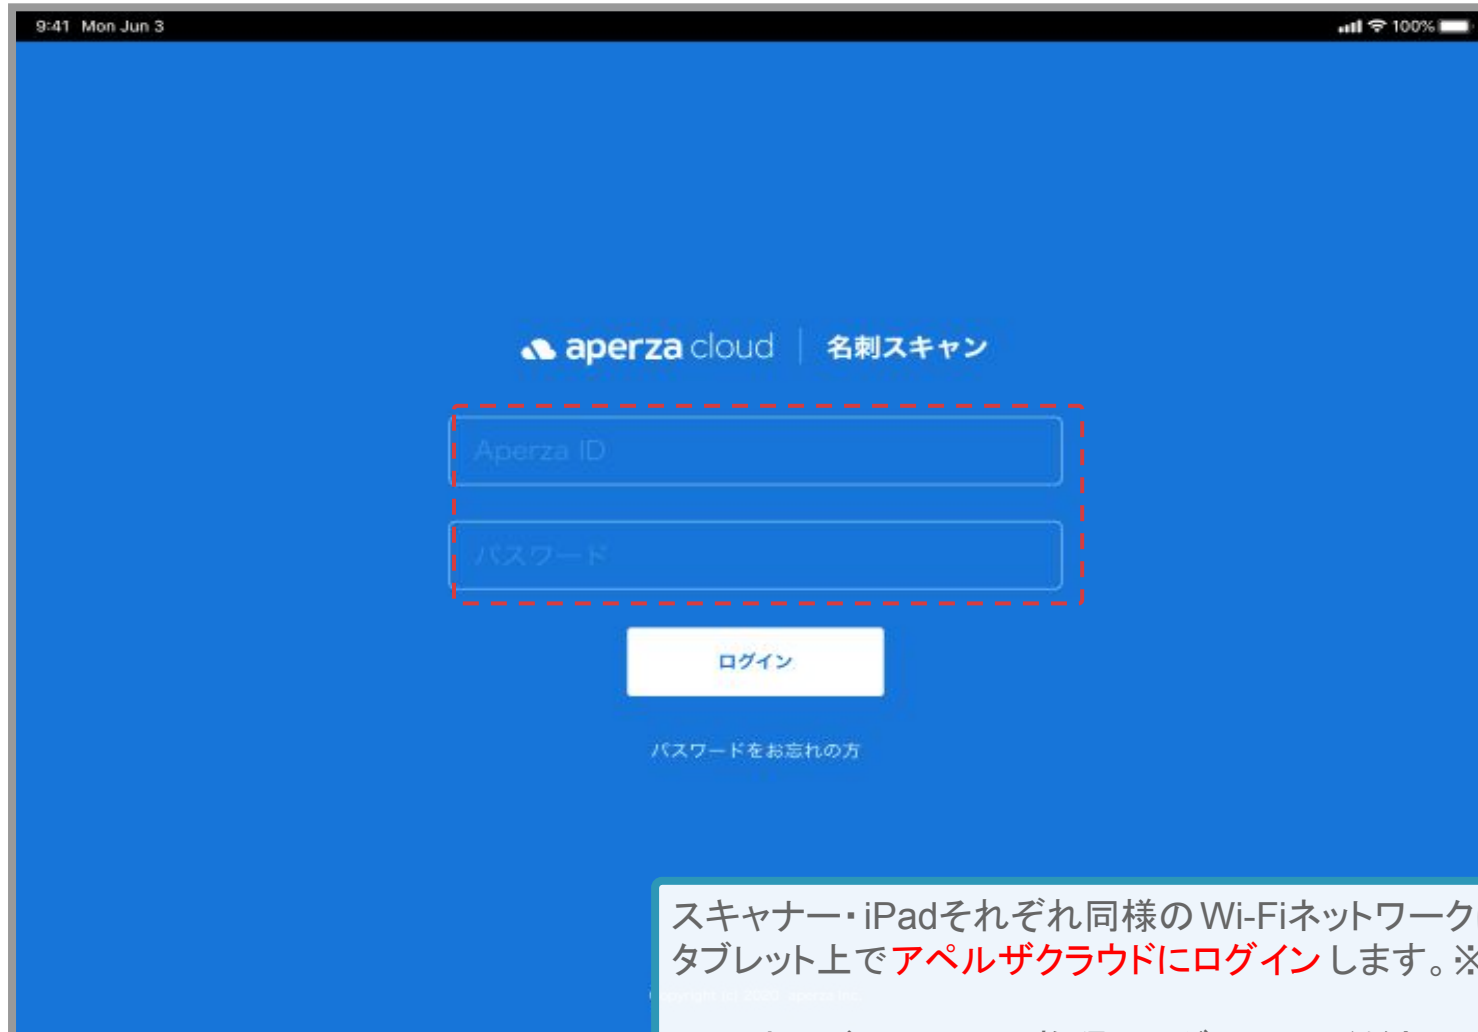 9:41 Mon Jun 3
100%
aperza cloud 名刺スキャン
Aperza ID
パスワード
ログイン
パスワードをお忘れの方
スキャナー・iPadそれぞれ同様のWi-Fiネットワーク
タブレット上でアペルザクラウドにログインします。※